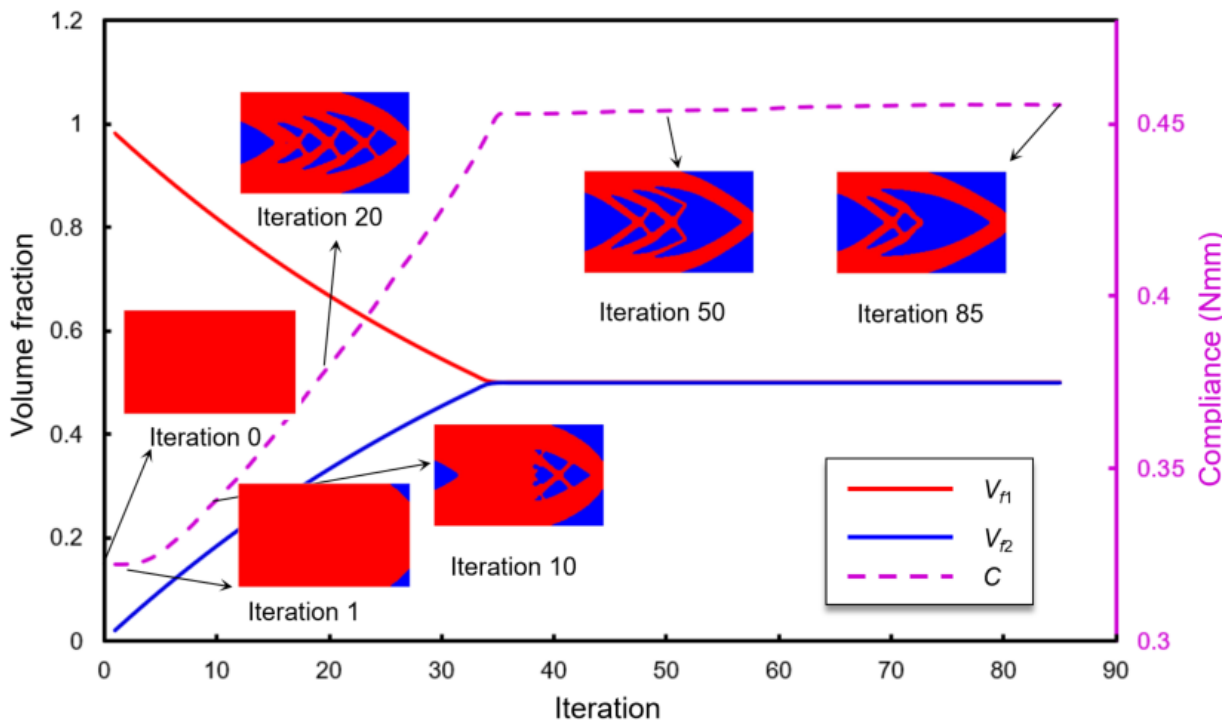 1.2
1
0.8
0.6
0.4
0.2
0
Volume fraction
0.45
0.4
0.35
0.3
Compliance (Nmm)
Iteration 20
Iteration 50
Iteration 85
Iteration 0
Iteration 10
Iteration 1
Vf1
Vf2
C
0 10 20 30 40 50 60 70 80 90
Iteration